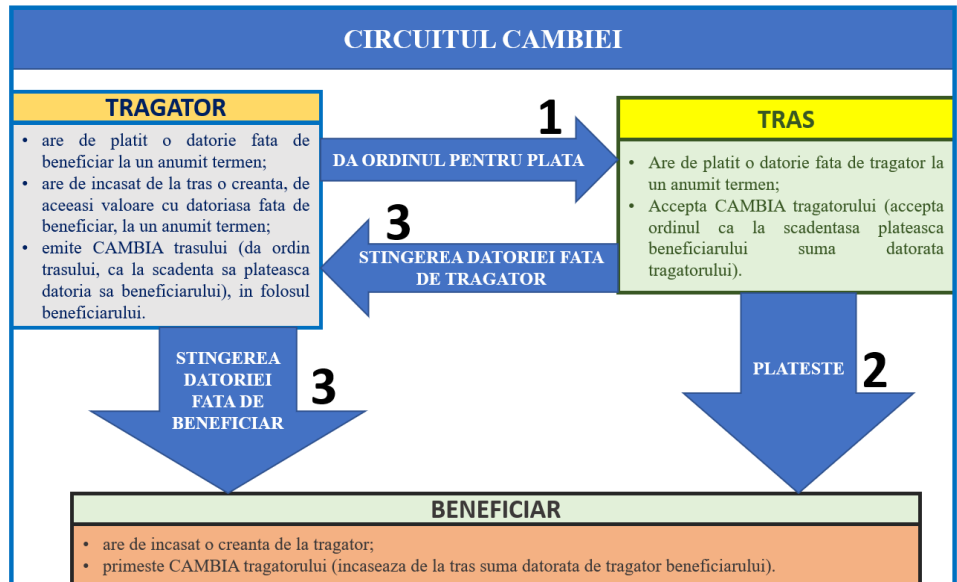 CIRCUITUL CAMBIEI
TRAGATOR
• are de platit o datorie fata de
beneficiar la un anumit termen;
• are de incasat de la tras o creanta, de
aceeasi valoare cu datoriasa fata de
beneficiar, la un anumit termen;
• emite CAMBIA trasului (da ordin
trasului, ca la scadenta sa plateasca
datoria sa beneficiarului), in folosul
beneficiarului.
1
DA ORDINUL PENTRU PLATA
3
STINGEREA DATORIEI FATA
DE TRAGATOR
TRAS
• Are de platit o datorie fata de tragator la
un anumit termen;
• Accepta CAMBIA tragatorului (accepta
ordinul ca la scadentasa plateasca
beneficiarului suma datorata
tragatorului).
STINGEREA
DATORIEI
FATA DE
BENEFICIAR
3
PLATESTE
2
BENEFICIAR
• are de incasat o creanta de la tragator;
• primeste CAMBIA tragatorului (incaseaza de la tras suma datorata de tragator beneficiarului).